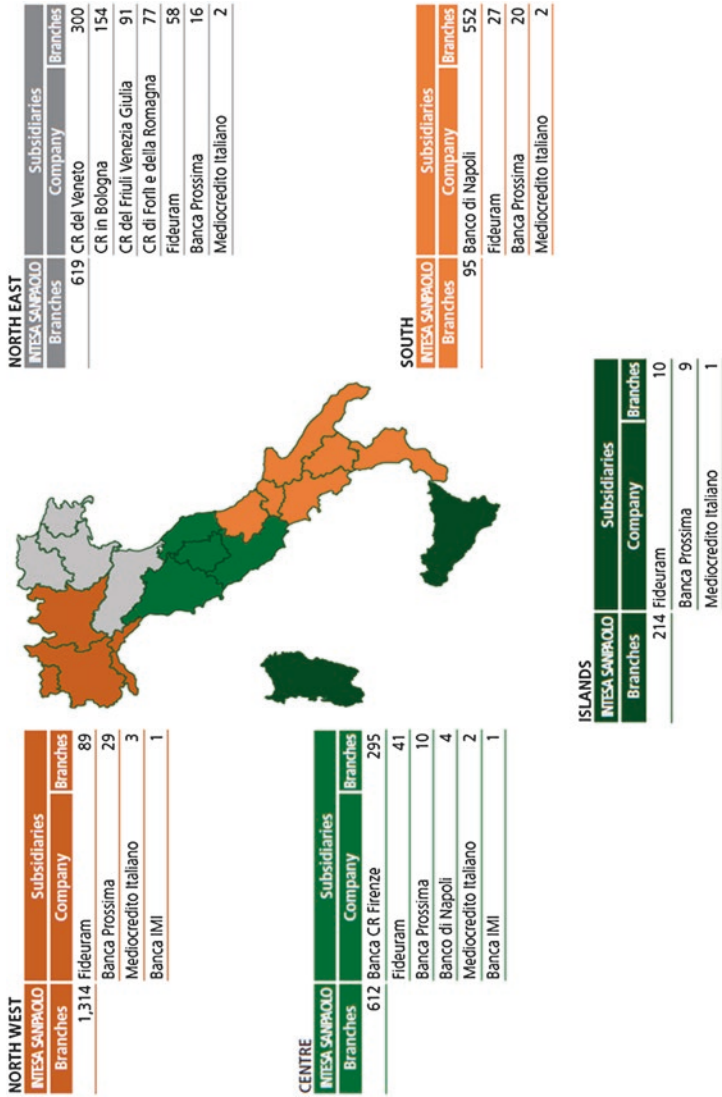 NORTH WEST
INTESA SANPAOLO Subsidiaries
Branches Company Branches
1,314 Fideuram 89
Banca Prossima 29
Mediocredito Italiano 3
Banca IMI 1
NORTH EAST
INTESA SANPAOLO Subsidiaries
Branches Company Branches
619 CR del Veneto 300
CR in Bologna 154
CR del Friuli Venezia Giulia 91
CR di Forlì e della Romagna 77
Fideuram 58
Banca Prossima 16
Mediocredito Italiano 2
CENTRE
INTESA SANPAOLO Subsidiaries
Branches Company Branches
612 Banca CR Firenze 295
Fideuram 41
Banca Prossima 10
Banco di Napoli 4
Mediocredito Italiano 2
Banca IMI 1
SOUTH
INTESA SANPAOLO Subsidiaries
Branches Company Branches
95 Banco di Napoli 552
Fideuram 27
Banca Prossima 20
Mediocredito Italiano 2
ISLANDS
INTESA SANPAOLO Subsidiaries
Branches Company Branches
214 Fideuram 10
Banca Prossima 9
Mediocredito Italiano 1